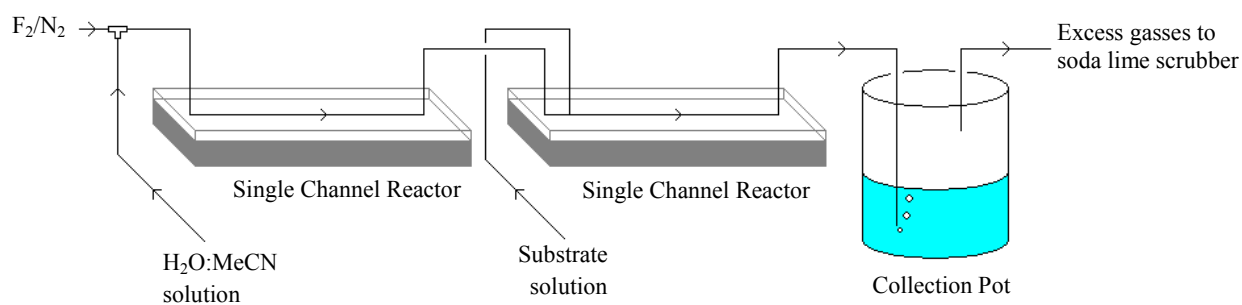 F₂/N₂
Excess gasses to
soda lime scrubber
Single Channel Reactor
Single Channel Reactor
H₂O:MeCN
solution
Substrate
solution
Collection Pot